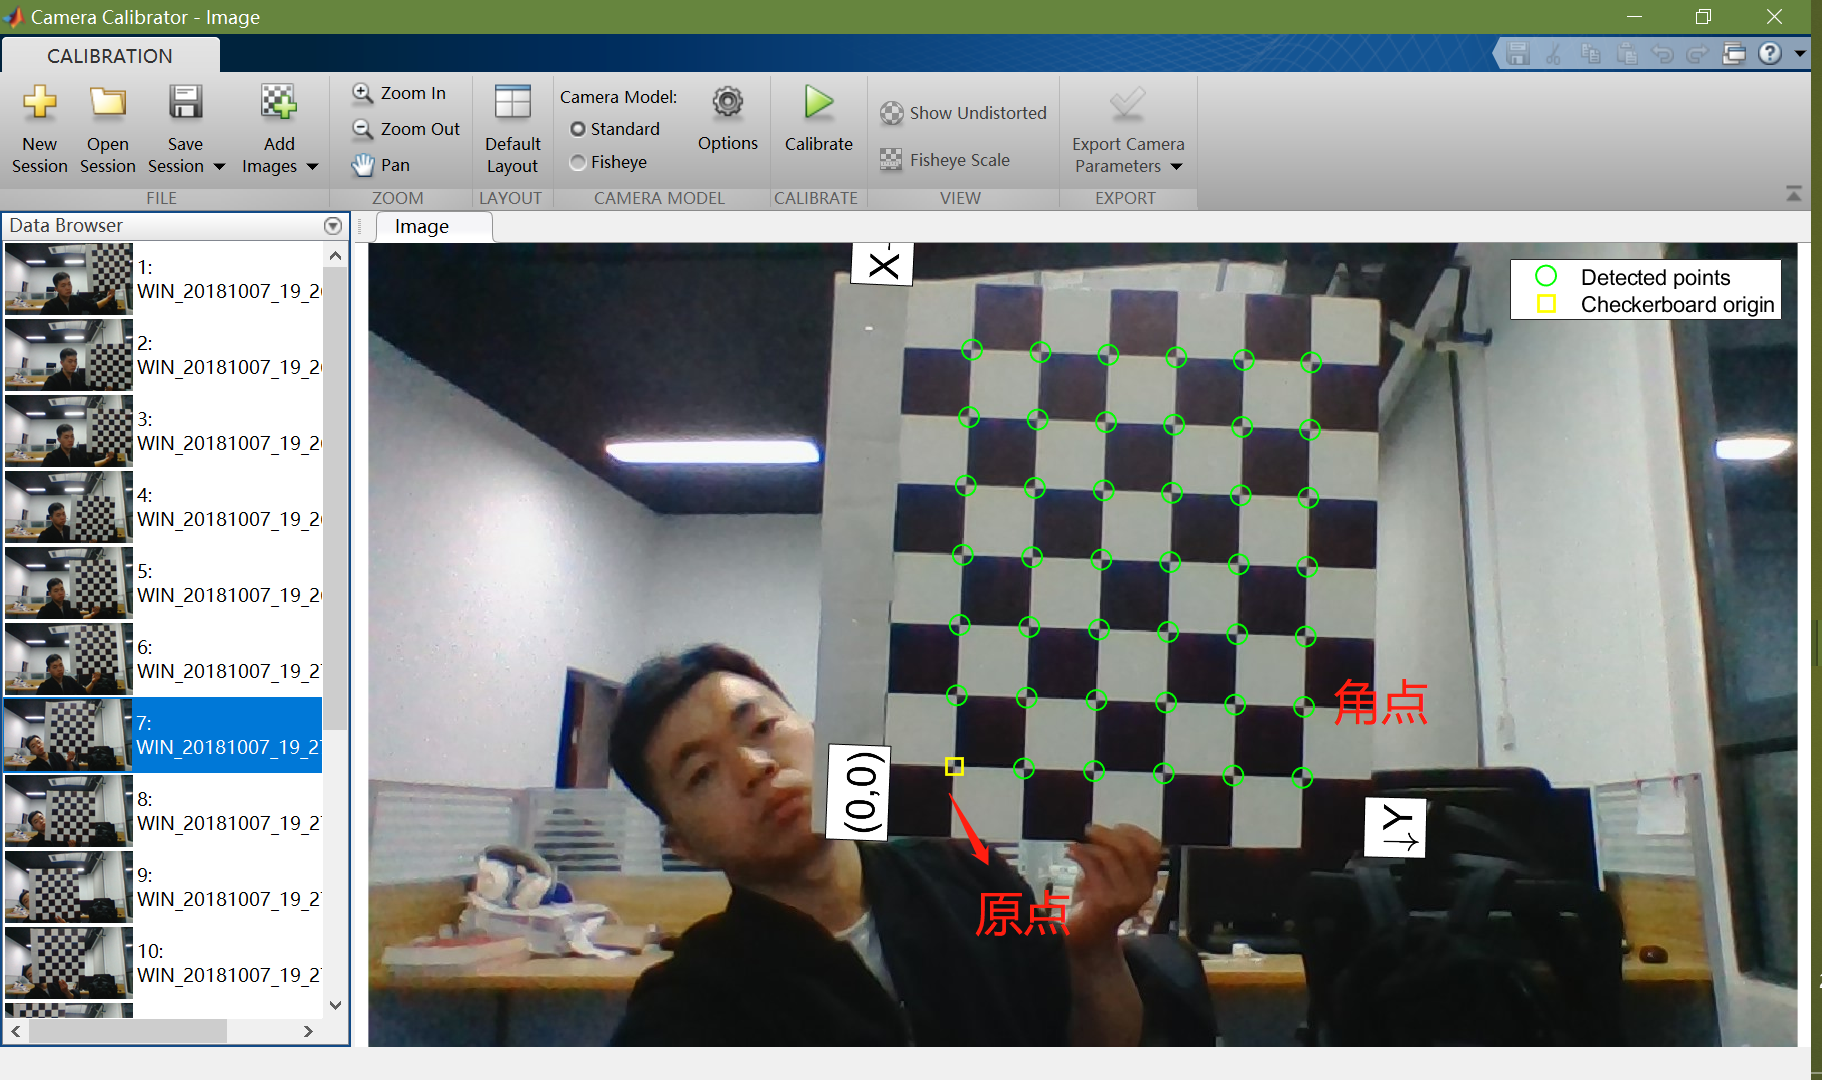 Camera Calibrator - Image
CALIBRATION
New Session
Open Session
Save Session
Add Images
Zoom In
Zoom Out
Pan
Default Layout
Camera Model:
Standard
Fisheye
Options
Calibrate
Show Undistorted
Fisheye Scale
Export Camera Parameters
FILE
ZOOM
LAYOUT
CAMERA MODEL
CALIBRATE
VIEW
EXPORT
Data Browser
Image
1:
WIN_20181007_19_2
2:
WIN_20181007_19_2
3:
WIN_20181007_19_2
4:
WIN_20181007_19_2
5:
WIN_20181007_19_2
6:
WIN_20181007_19_2
7:
WIN_20181007_19_2
8:
WIN_20181007_19_2
9:
WIN_20181007_19_2
10:
WIN_20181007_19_2
X
Detected points
Checkerboard origin
角点
(0,0)
Y→
原点